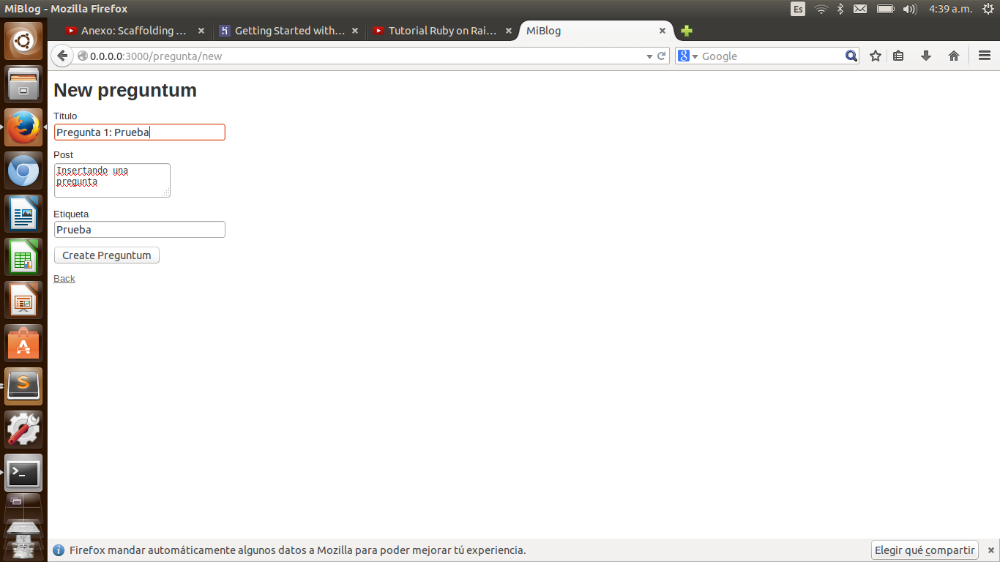 MiBlog - Mozilla Firefox
Es
4:39 a.m.
Anexo: Scaffolding ...
Getting Started with...
Tutorial Ruby on Rai...
MiBlog
0.0.0.0:3000/pregunta/new
Google
New preguntum
Titulo
Pregunta 1: Prueba
Post
Insertando una
pregunta
Etiqueta
Prueba
Create Preguntum
Back
Firefox mandar automáticamente algunos datos a Mozilla para poder mejorar tú experiencia.
Elegir qué compartir